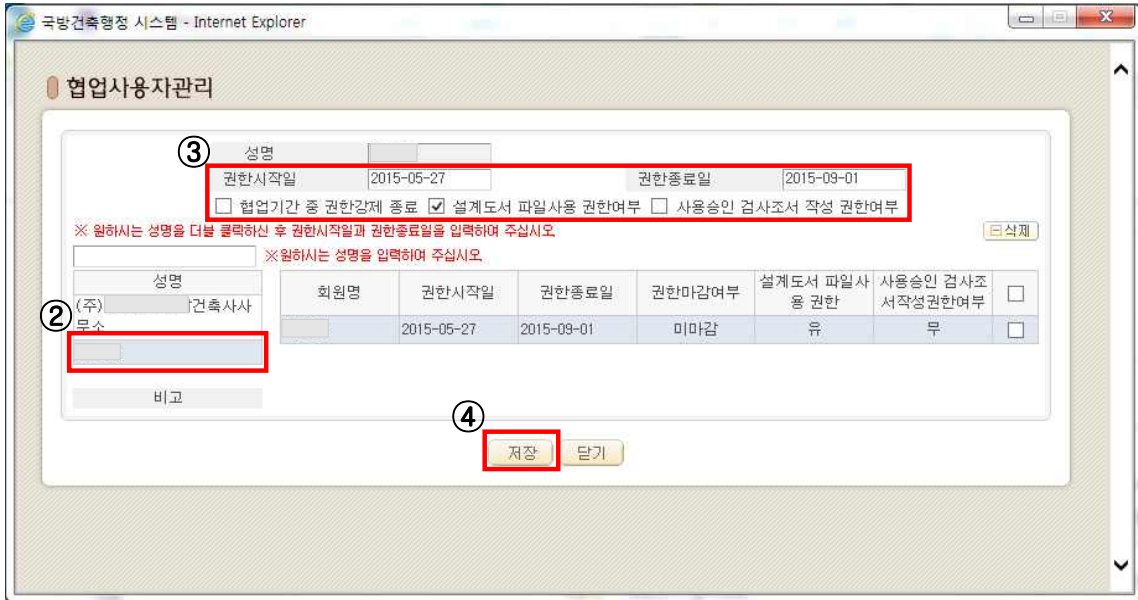 국방건축행정 시스템 - Internet Explorer
협업사용자관리
③
성명
권한시작일 2015-05-27 권한종료일 2015-09-01
협업기간 중 권한강제 종료 설계도서 파일사용 권한여부 사용승인 검사조서 작성 권한여부
※ 원하시는 성명을 더블 클릭하신 후 권한시작일과 권한종료일을 입력하여 주십시오.
삭제
※원하시는 성명을 입력하여 주십시오.
성명
(주) 건축사사
무소
②
비고
회원명 권한시작일 권한종료일 권한마감여부 설계도서 파일사용 권한 사용승인 검사조서작성권한여부
2015-05-27 2015-09-01 미마감 유 무
④
저장 닫기